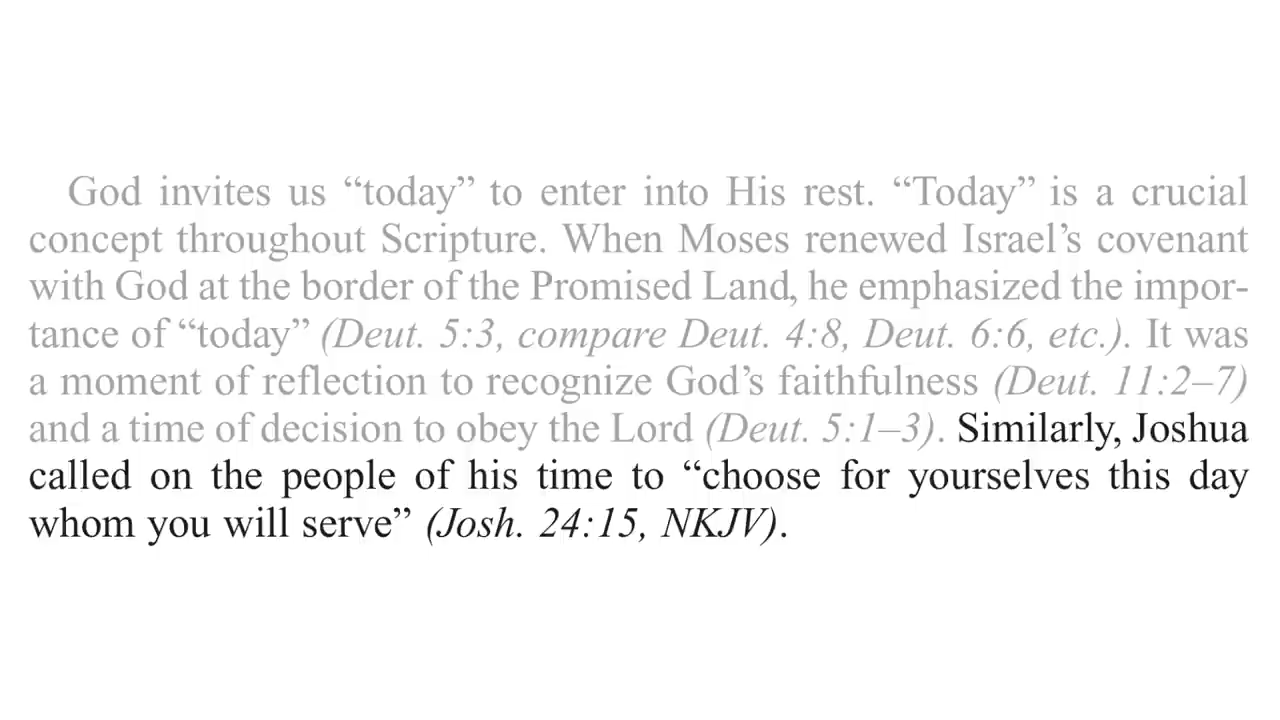 God invites us “today” to enter into His rest. “Today” is a crucial
concept throughout Scripture. When Moses renewed Israel’s covenant
with God at the border of the Promised Land, he emphasized the impor-
tance of “today” (Deut. 5:3, compare Deut. 4:8, Deut. 6:6, etc.). It was
a moment of reflection to recognize God’s faithfulness (Deut. 11:2–7)
and a time of decision to obey the Lord (Deut. 5:1–3). Similarly, Joshua
called on the people of his time to “choose for yourselves this day
whom you will serve” (Josh. 24:15, NKJV).